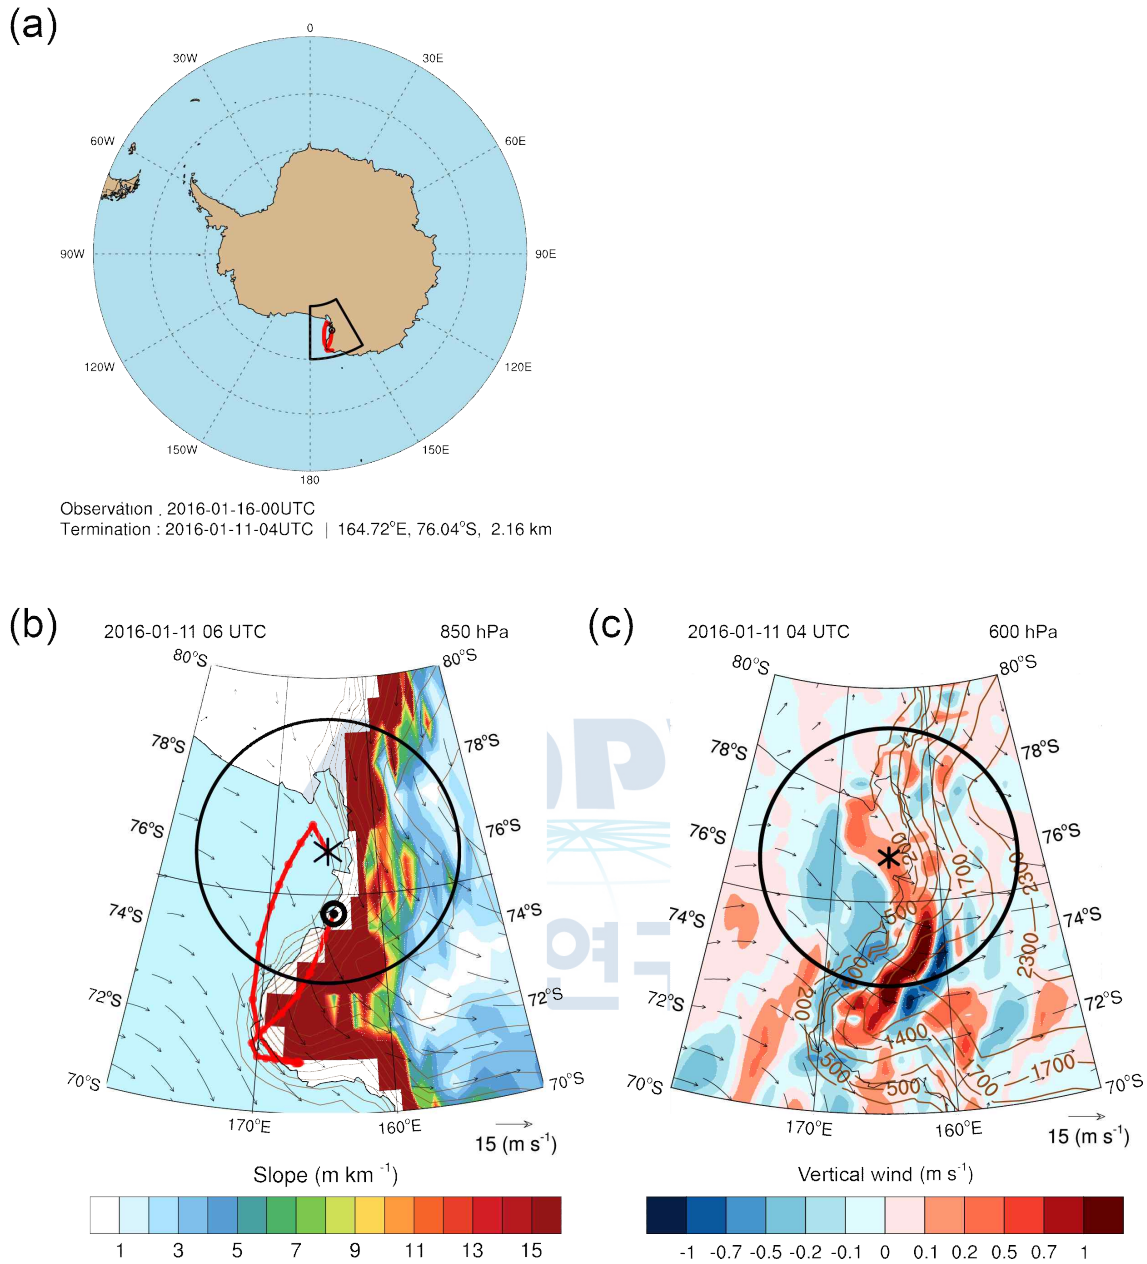 (a)
0
30W
30E
60W
60E
90W
90E
120W
120E
150W
150E
180
Observation . 2016-01-16-00UTC
Termination : 2016-01-11-04UTC | 164.72°E, 76.04°S, 2.16 km
(b)
2016-01-11 06 UTC
850 hPa
80°S
80°S
78°S
78°S
76°S
76°S
74°S
74°S
72°S
72°S
70°S
70°S
170°E
160°E
15 (m s⁻¹)
Slope (m km ⁻¹)
1 3 5 7 9 11 13 15
(c)
2016-01-11 04 UTC
600 hPa
80°S
80°S
78°S
78°S
76°S
76°S
74°S
74°S
72°S
72°S
70°S
70°S
200
1700
2300
500
2300
200
1400
500
500
1700
170°E
160°E
15 (m s⁻¹)
Vertical wind (m s⁻¹)
-1 -0.7 -0.5 -0.2 -0.1 0 0.1 0.2 0.5 0.7 1